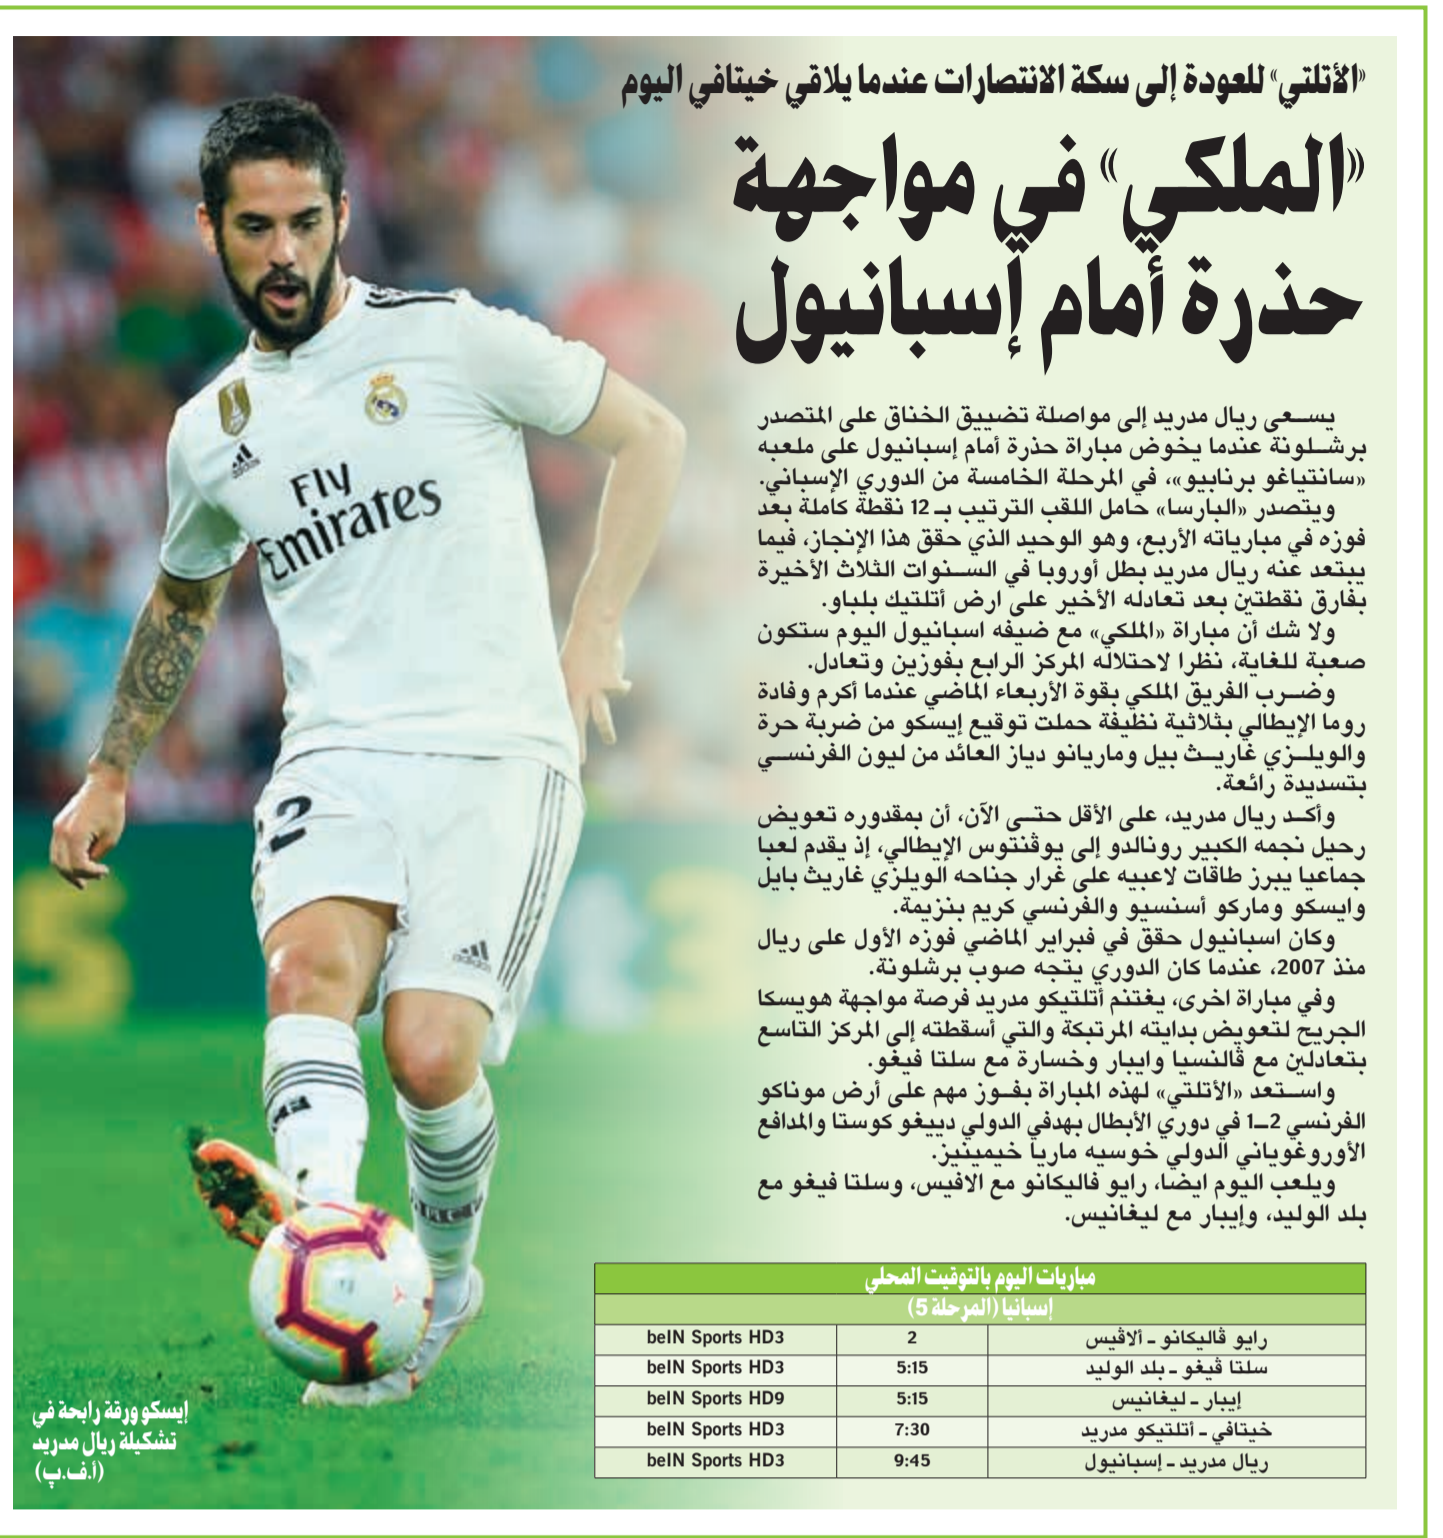 «الأتلتي» للعودة إلى سكة الانتصارات عندما يلاقي خيتافي اليوم
«الملكي» في مواجهة
حذرة أمام إسبانيول
يسعى ريال مدريد إلى مواصلة تضييق الخناق على المتصدر
برشلونة عندما يخوض مباراة حذرة أمام إسبانيول على ملعبه
«سانتياغو برنابيو»، في المرحلة الخامسة من الدوري الإسباني.
ويتصدر «البارسا» حامل اللقب الترتيب بـ 12 نقطة كاملة بعد
فوزه في مبارياته الأربع، وهو الوحيد الذي حقق هذا الإنجاز، فيما
يبتعد عنه ريال مدريد بطل أوروبا في السنوات الثلاث الأخيرة
بفارق نقطتين بعد تعادله الأخير على ارض أتلتيك بلباو.
ولا شك أن مباراة «الملكي» مع ضيفه اسبانيول اليوم ستكون
صعبة للغاية، نظرا لاحتلاله المركز الرابع بفوزين وتعادل.
وضرب الفريق الملكي بقوة الأربعاء الماضي عندما أكرم وفادة
روما الإيطالي بثلاثية نظيفة حملت توقيع إيسكو من ضربة حرة
والويلزي غاريث بيل وماريانو دياز العائد من ليون الفرنسي
بتسديدة رائعة.
وأكد ريال مدريد، على الأقل حتى الآن، أن بمقدوره تعويض
رحيل نجمه الكبير رونالدو إلى يوڤنتوس الإيطالي، إذ يقدم لعبا
جماعيا يبرز طاقات لاعبيه على غرار جناحه الويلزي غاريث بايل
وايسكو وماركو أسنسيو والفرنسي كريم بنزيمة.
وكان اسبانيول حقق في فبراير الماضي فوزه الأول على ريال
منذ 2007، عندما كان الدوري يتجه صوب برشلونة.
وفي مباراة اخرى، يغتنم أتلتيكو مدريد فرصة مواجهة هويسكا
الجريح لتعويض بدايته المرتبكة والتي أسقطته إلى المركز التاسع
بتعادلين مع ڤالنسيا وايبار وخسارة مع سلتا فيغو.
واستعد «الأتلتي» لهذه المباراة بفوز مهم على أرض موناكو
الفرنسي 2–1 في دوري الأبطال بهدفي الدولي دييغو كوستا والمدافع
الأوروغوياني الدولي خوسيه ماريا خيمينيز.
ويلعب اليوم ايضا، رايو فاليكانو مع الافيس، وسلتا فيغو مع
بلد الوليد، وإيبار مع ليغانيس.
مباريات اليوم بالتوقيت المحلي
إسبانيا (المرحلة 5)
رايو ڤاليكانو - ألاڤيس 2 beIN Sports HD3
سلتا ڤيغو - بلد الوليد 5:15 beIN Sports HD3
إيبار - ليغانيس 5:15 beIN Sports HD9
خيتافي - أتلتيكو مدريد 7:30 beIN Sports HD3
ريال مدريد - إسبانيول 9:45 beIN Sports HD3
إيسكو ورقة رابحة في
تشكيلة ريال مدريد
(أ.ف.پ)
adidas
Fly
Emirates
2
adidas